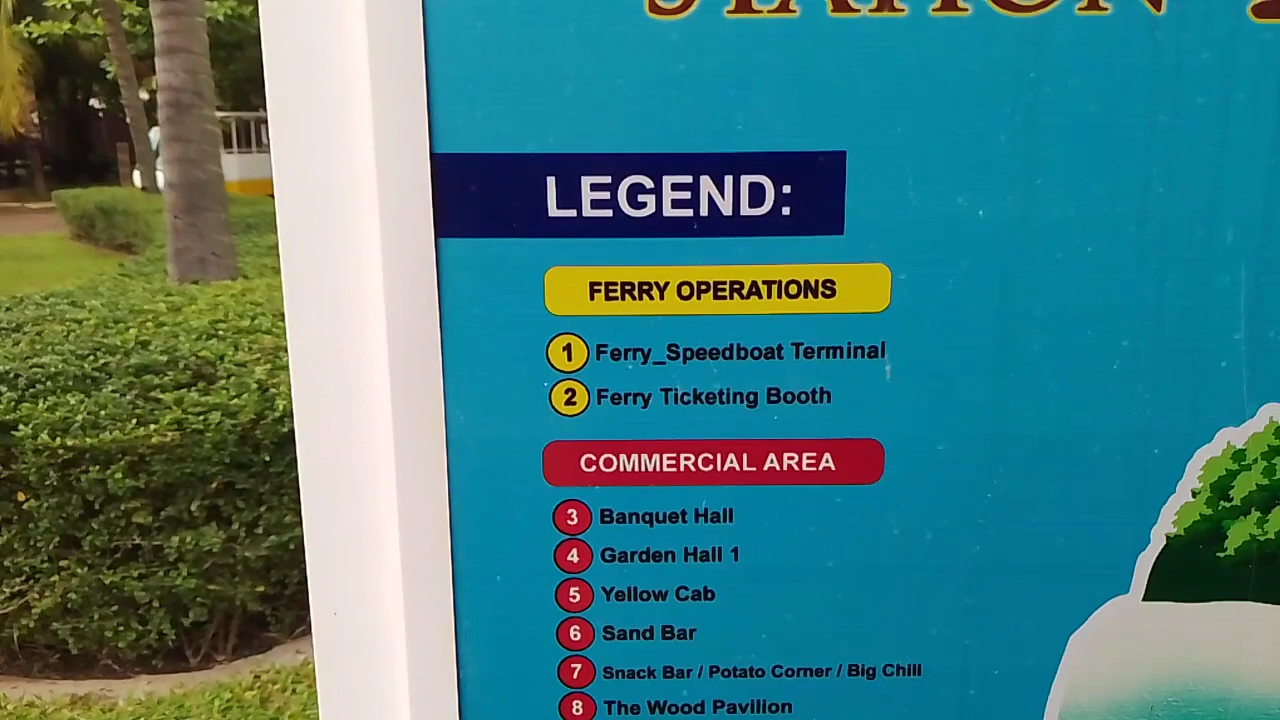 STATION
LEGEND:
FERRY OPERATIONS
1 Ferry_Speedboat Terminal
2 Ferry Ticketing Booth
COMMERCIAL AREA
3 Banquet Hall
4 Garden Hall 1
5 Yellow Cab
6 Sand Bar
7 Snack Bar / Potato Corner / Big Chill
8 The Wood Pavilion